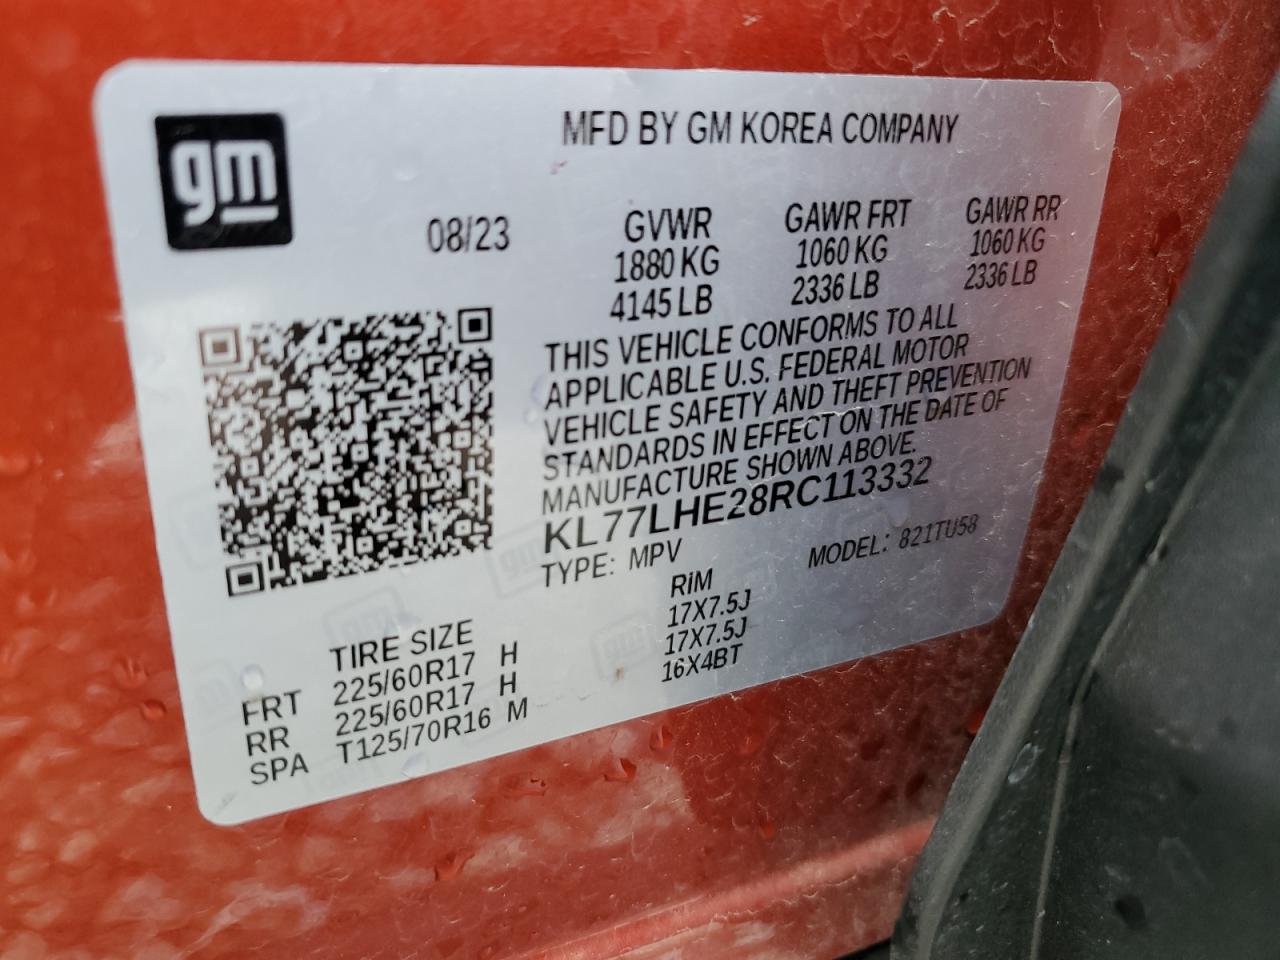 gm
MFD BY GM KOREA COMPANY
08/23
GVWR GAWR FRT GAWR RR
1880 KG 1060 KG 1060 KG
4145 LB 2336 LB 2336 LB
THIS VEHICLE CONFORMS TO ALL
APPLICABLE U.S. FEDERAL MOTOR
VEHICLE SAFETY AND THEFT PREVENTION
STANDARDS IN EFFECT ON THE DATE OF
MANUFACTURE SHOWN ABOVE.
KL77LHE28RC113332
TYPE: MPV MODEL: 821TU58
TIRE SIZE RiM
FRT 225/60R17 H 17X7.5J
RR 225/60R17 H 17X7.5J
SPA T125/70R16 M 16X4BT